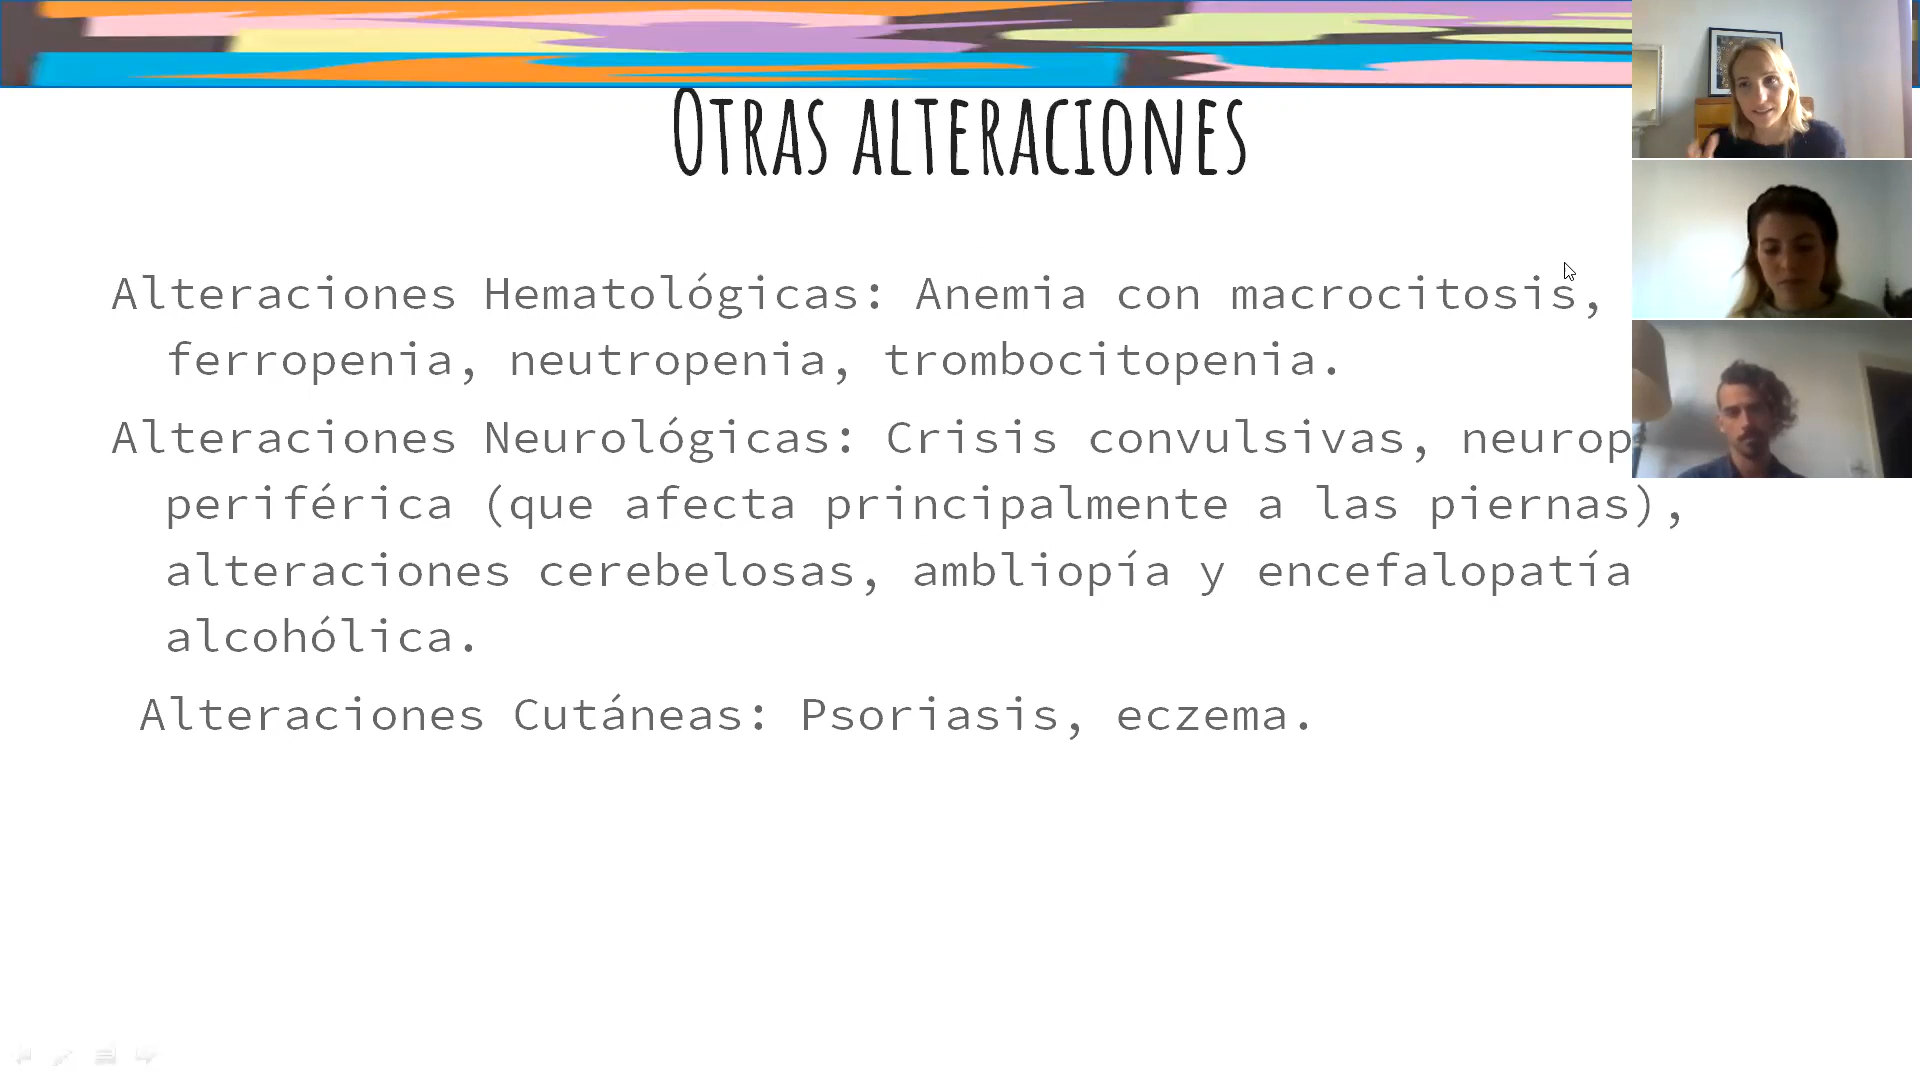 OTRAS ALTERACIONES
Alteraciones Hematológicas: Anemia con macrocitosis,
ferropenia, neutropenia, trombocitopenia.
Alteraciones Neurológicas: Crisis convulsivas, neurop
periférica (que afecta principalmente a las piernas),
alteraciones cerebelosas, ambliopía y encefalopatía
alcohólica.
Alteraciones Cutáneas: Psoriasis, eczema.